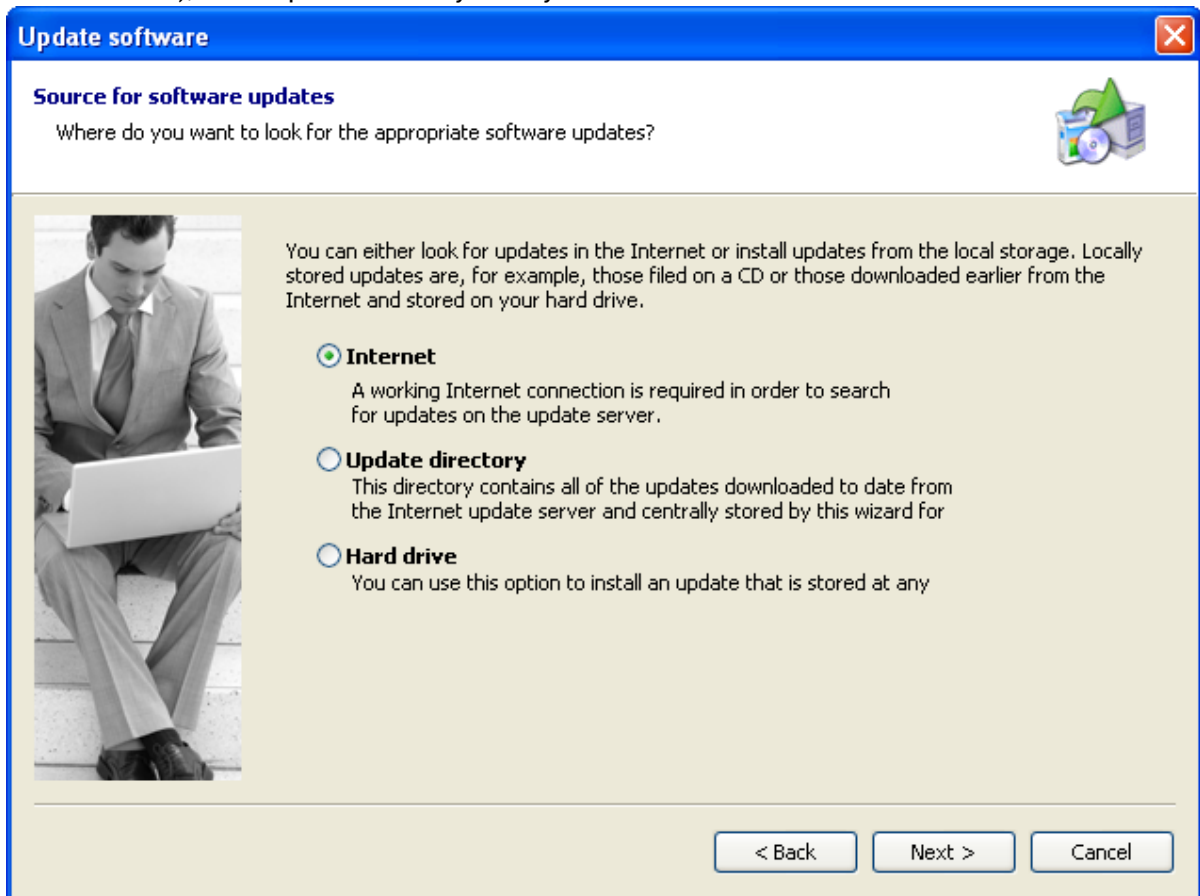 Update software
Source for software updates
Where do you want to look for the appropriate software updates?
You can either look for updates in the Internet or install updates from the local storage. Locally
stored updates are, for example, those filed on a CD or those downloaded earlier from the
Internet and stored on your hard drive.
Internet
A working Internet connection is required in order to search
for updates on the update server.
Update directory
This directory contains all of the updates downloaded to date from
the Internet update server and centrally stored by this wizard for
Hard drive
You can use this option to install an update that is stored at any
< Back
Next >
Cancel